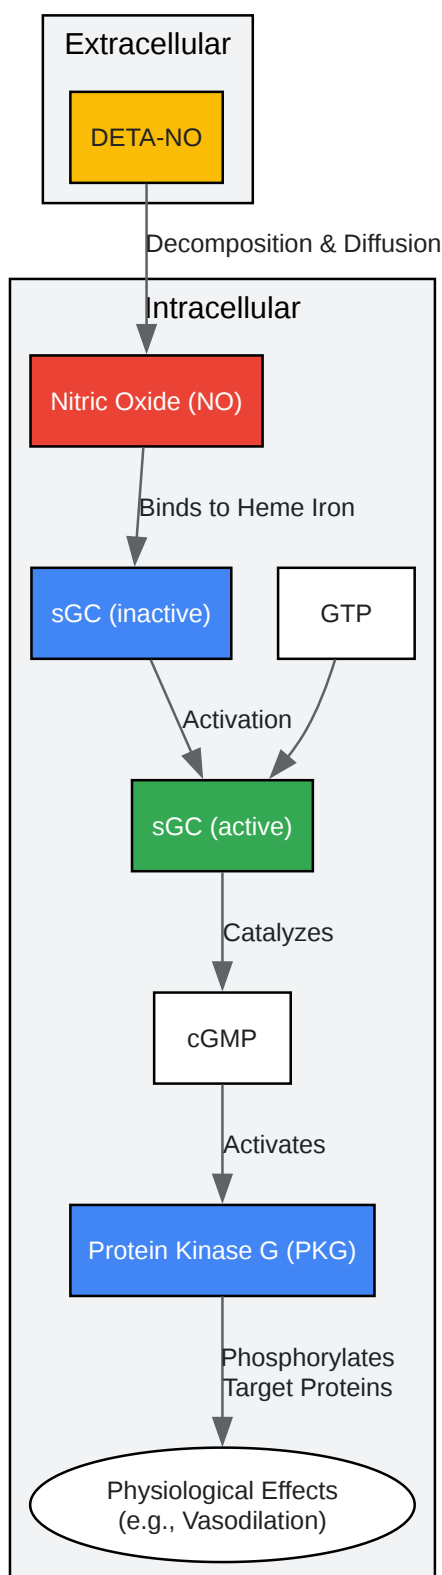 Extracellular
DETA-NO
Decomposition & Diffusion
Intracellular
Nitric Oxide (NO)
Binds to Heme Iron
sGC (inactive)
GTP
Activation
sGC (active)
Catalyzes
cGMP
Activates
Protein Kinase G (PKG)
Phosphorylates
Target Proteins
Physiological Effects
(e.g., Vasodilation)